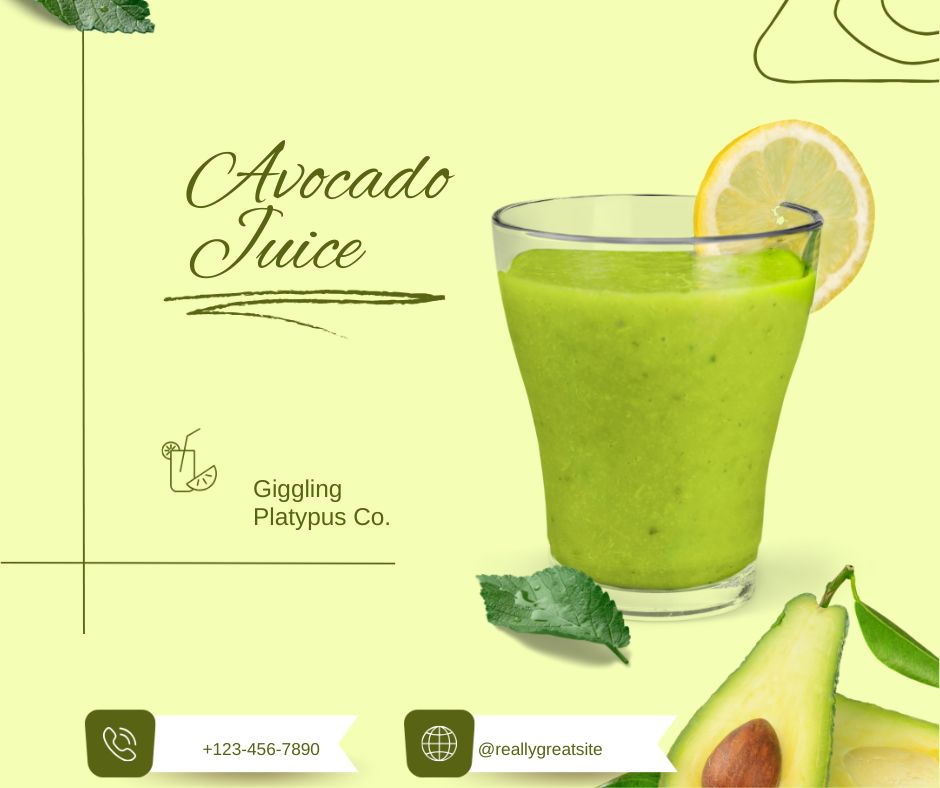 Avocado
Juice
Giggling
Platypus Co.
+123-456-7890
@reallygreatsite